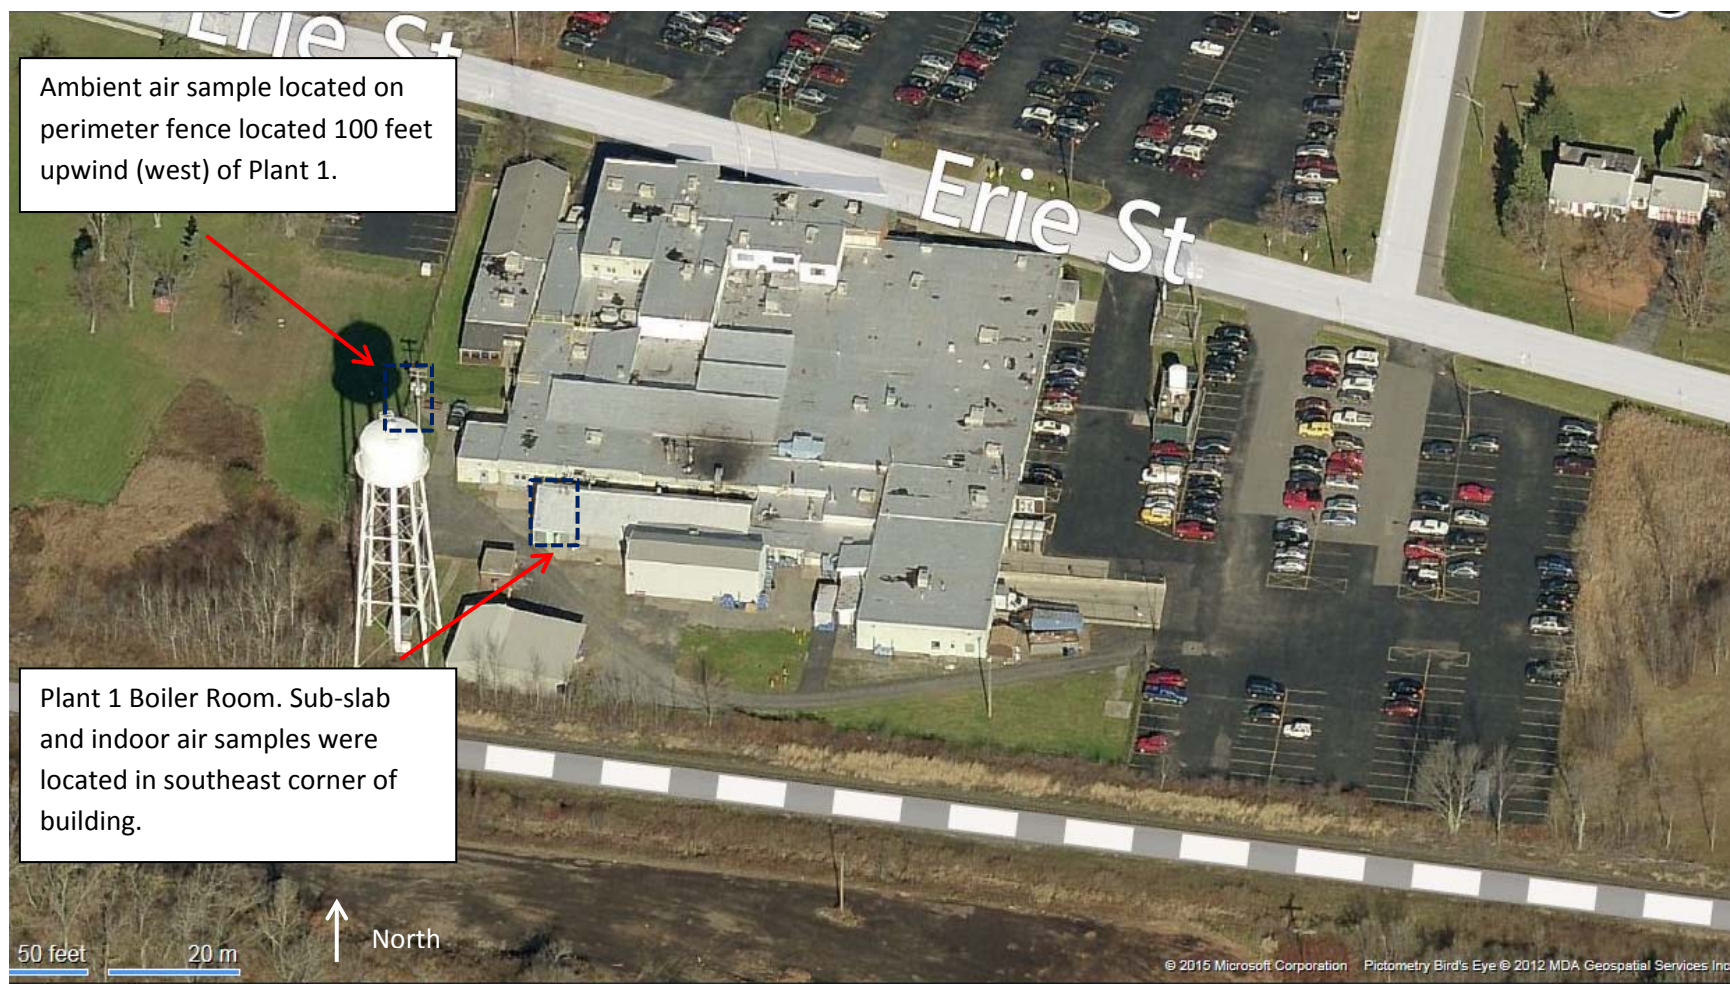 Erie St
Ambient air sample located on
perimeter fence located 100 feet
upwind (west) of Plant 1.
Erie St
Plant 1 Boiler Room. Sub-slab
and indoor air samples were
located in southeast corner of
building.
North
50 feet
20 m
© 2015 Microsoft Corporation Pictometry Bird's Eye © 2012 MDA Geospatial Services Inc